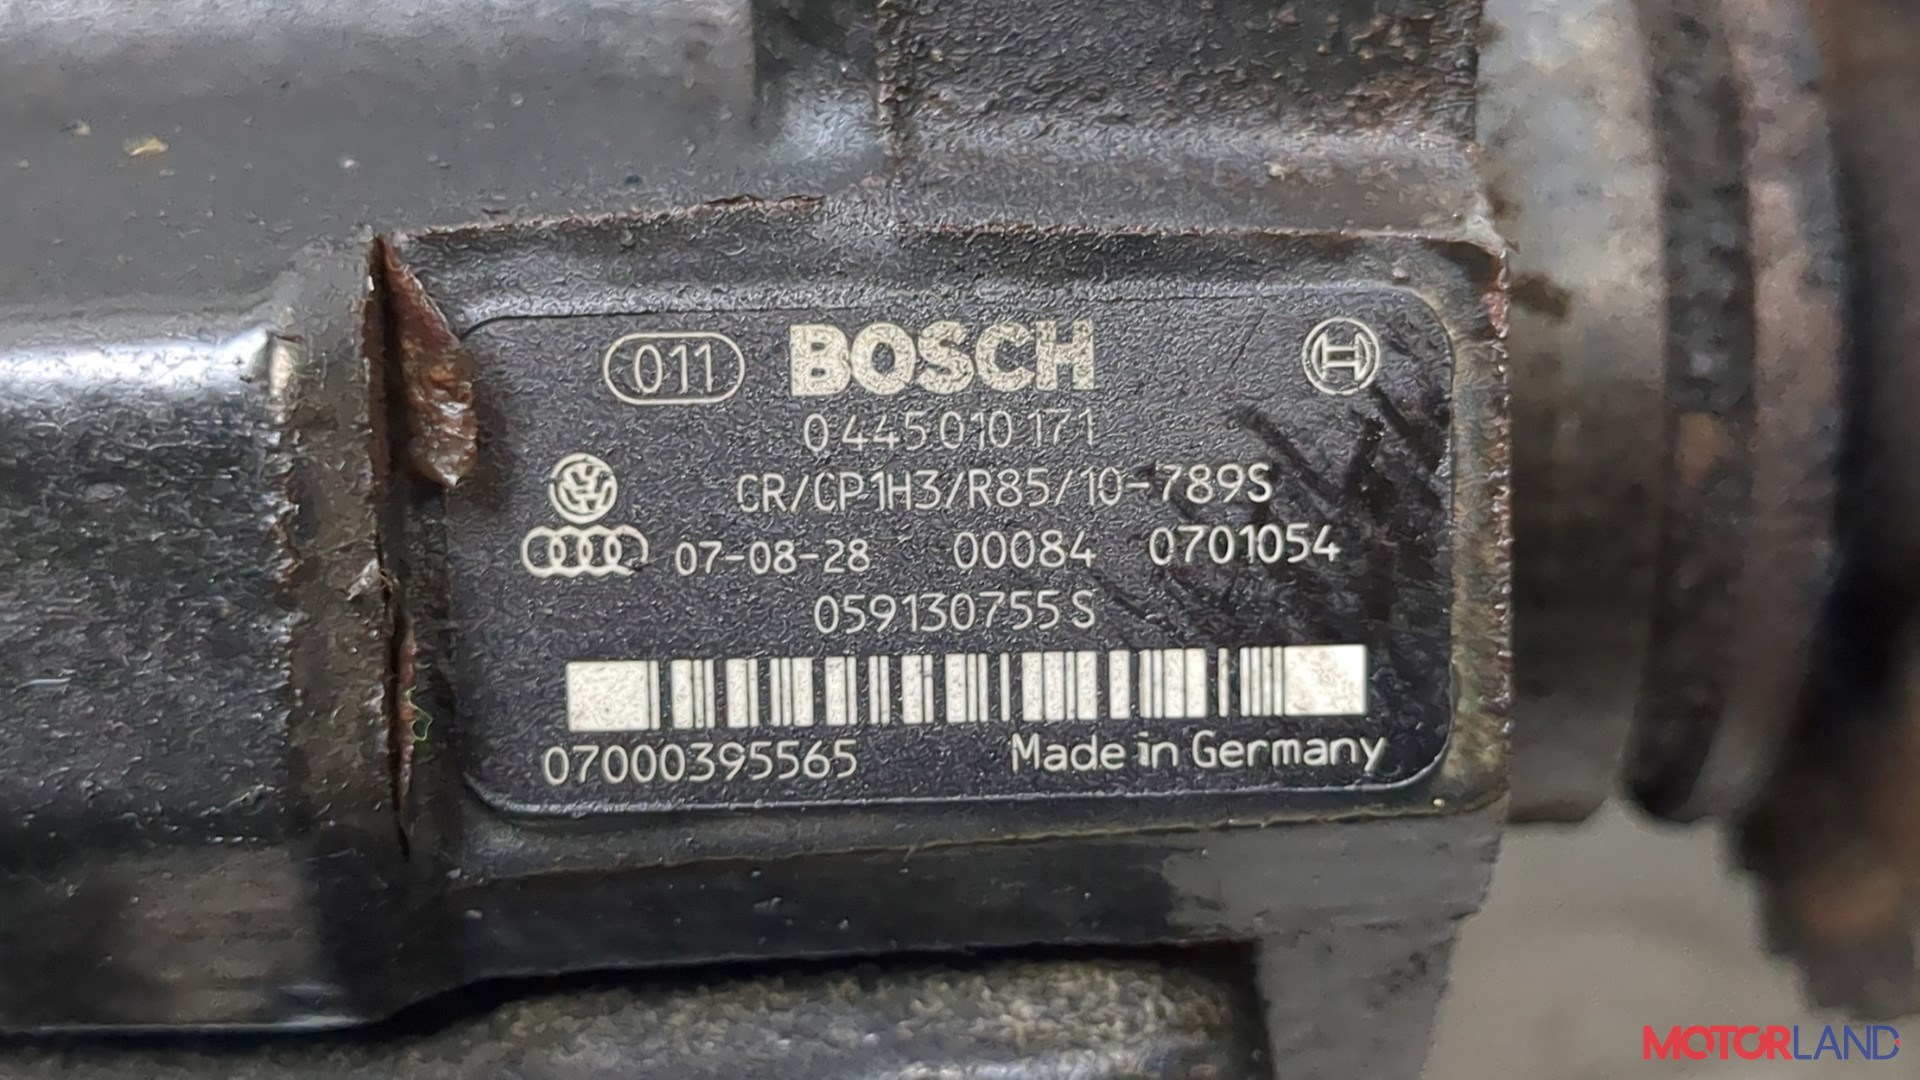 011 BOSCH
0 445 010 171
CR/CP1H3/R85/10-789S
07-08-28 00084 0701054
059130755S
07000395565 Made in Germany
MOTORLAND